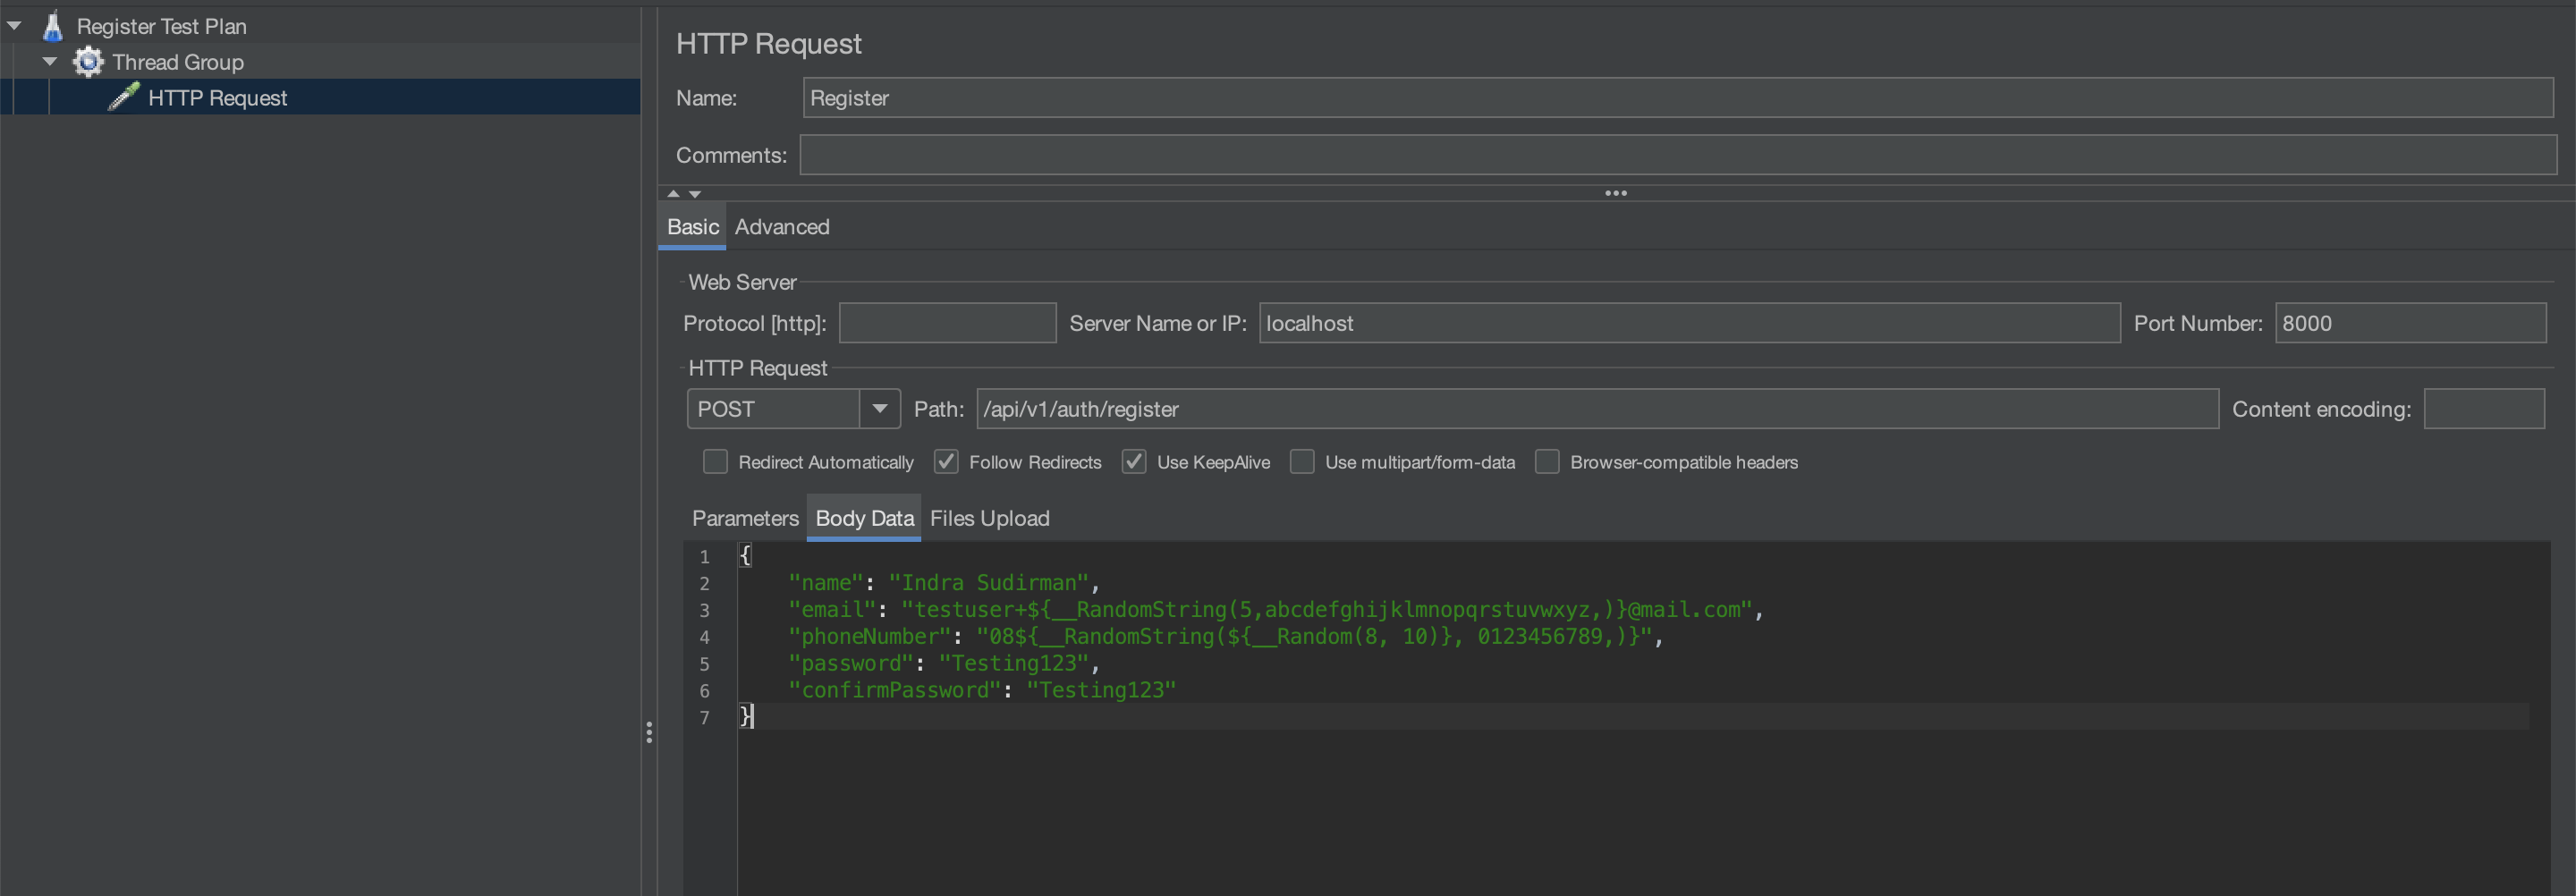 Register Test Plan
Thread Group
HTTP Request
HTTP Request
Name: Register
Comments:
Basic Advanced
Web Server
Protocol [http]: Server Name or IP: localhost Port Number: 8000
HTTP Request
POST Path: /api/v1/auth/register Content encoding:
Redirect Automatically Follow Redirects Use KeepAlive Use multipart/form-data Browser-compatible headers
Parameters Body Data Files Upload
1 {
2 "name": "Indra Sudirman",
3 "email": "testuser+${__RandomString(5,abcdefghijklmnopqrstuvwxyz,)}@mail.com",
4 "phoneNumber": "08${__RandomString(${__Random(8, 10)}, 0123456789,)}",
5 "password": "Testing123",
6 "confirmPassword": "Testing123"
7 }